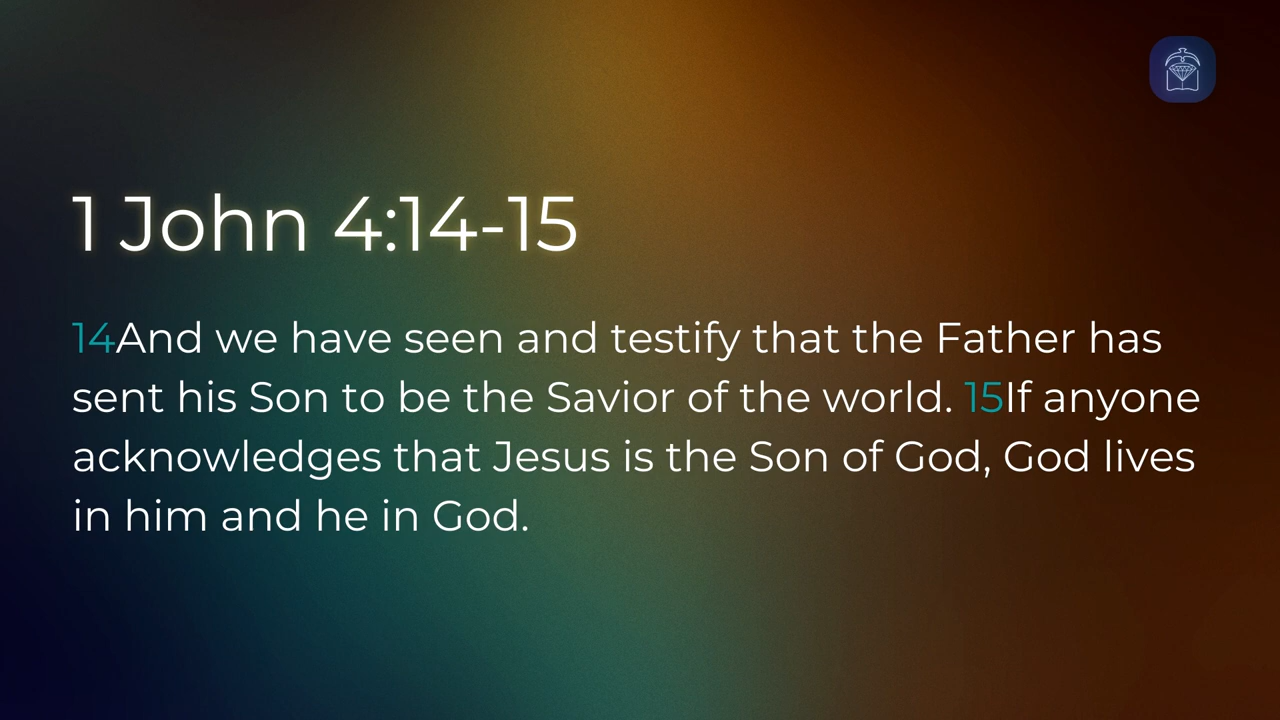 1 John 4:14-15
14And we have seen and testify that the Father has
sent his Son to be the Savior of the world. 15If anyone
acknowledges that Jesus is the Son of God, God lives
in him and he in God.